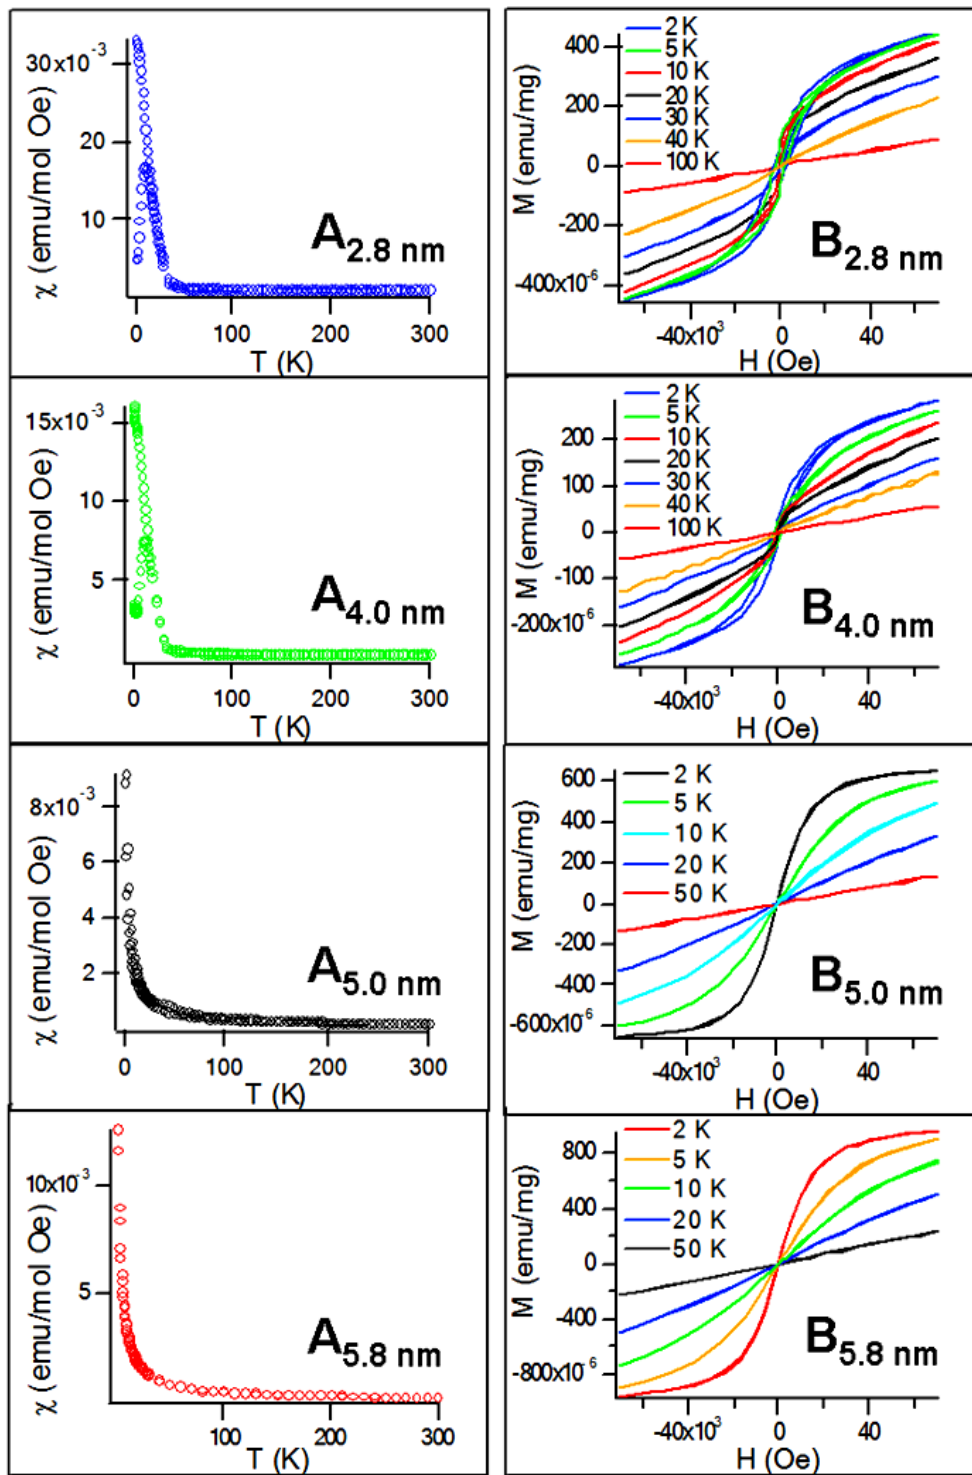 30x10⁻³
20
10
χ (emu/mol Oe)
A2.8 nm
0 100 200 300
T (K)
2 K
5 K
10 K
20 K
30 K
40 K
100 K
400
200
0
-200
-400x10⁻⁶
M (emu/mg)
B2.8 nm
-40x10³ 0 40
H (Oe)
15x10⁻³
10
5
χ (emu/mol Oe)
A4.0 nm
0 100 200 300
T (K)
2 K
5 K
10 K
20 K
30 K
40 K
100 K
200
100
0
-100
-200x10⁻⁶
M (emu/mg)
B4.0 nm
-40x10³ 0 40
H (Oe)
8x10⁻³
6
4
2
χ (emu/mol Oe)
A5.0 nm
0 100 200 300
T (K)
2 K
5 K
10 K
20 K
50 K
600
400
200
0
-200
-400
-600x10⁻⁶
M (emu/mg)
B5.0 nm
-40x10³ 0 40
H (Oe)
10x10⁻³
5
χ (emu/mol Oe)
A5.8 nm
100 200 300
T (K)
2 K
5 K
10 K
20 K
50 K
800
400
0
-400
-800x10⁻⁶
M (emu/mg)
B5.8 nm
-40x10³ 0 40
H (Oe)